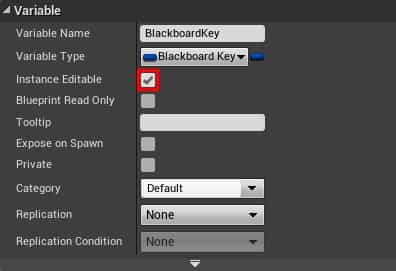 Variable
Variable Name BlackboardKey
Variable Type Blackboard Key
Instance Editable
Blueprint Read Only
Tooltip
Expose on Spawn
Private
Category Default
Replication None
Replication Condition None